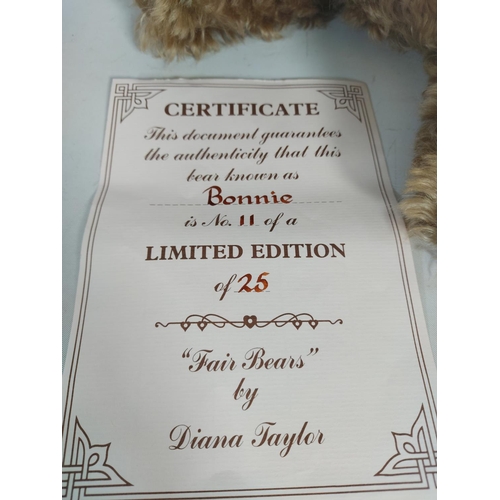 CERTIFICATE
This document guarantees
the authenticity that this
bear known as
Bonnie
is No. 11 of a
LIMITED EDITION
of 25
"Fair Bears"
by
Diana Taylor